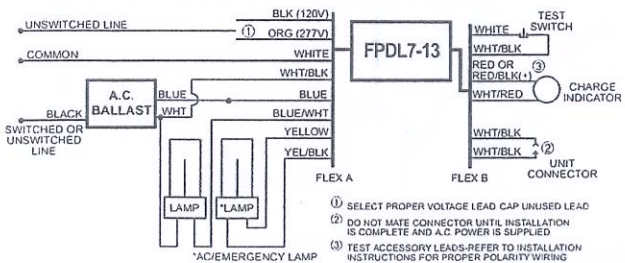 BLK (120V)
UNSWITCHED LINE
①
ORG (277V)
COMMON
WHITE
WHT/BLK
A.C.
BALLAST
BLUE
BLUE
BLACK
WHT
SWITCHED OR
UNSWITCHED
LINE
BLUE/WHT
YELLOW
YEL/BLK
FLEX A
LAMP
*LAMP
*AC/EMERGENCY LAMP
FPDL7-13
TEST
SWITCH
WHITE
WHT/BLK
RED OR
RED/BLK(+)
③
WHT/RED
CHARGE
INDICATOR
WHT/BLK
②
WHT/BLK
UNIT
CONNECTOR
FLEX B
① SELECT PROPER VOLTAGE LEAD CAP UNUSED LEAD
② DO NOT MATE CONNECTOR UNTIL INSTALLATION
IS COMPLETE AND A.C. POWER IS SUPPLIED
③ TEST ACCESSORY LEADS-REFER TO INSTALLATION
INSTRUCTIONS FOR PROPER POLARITY WIRING